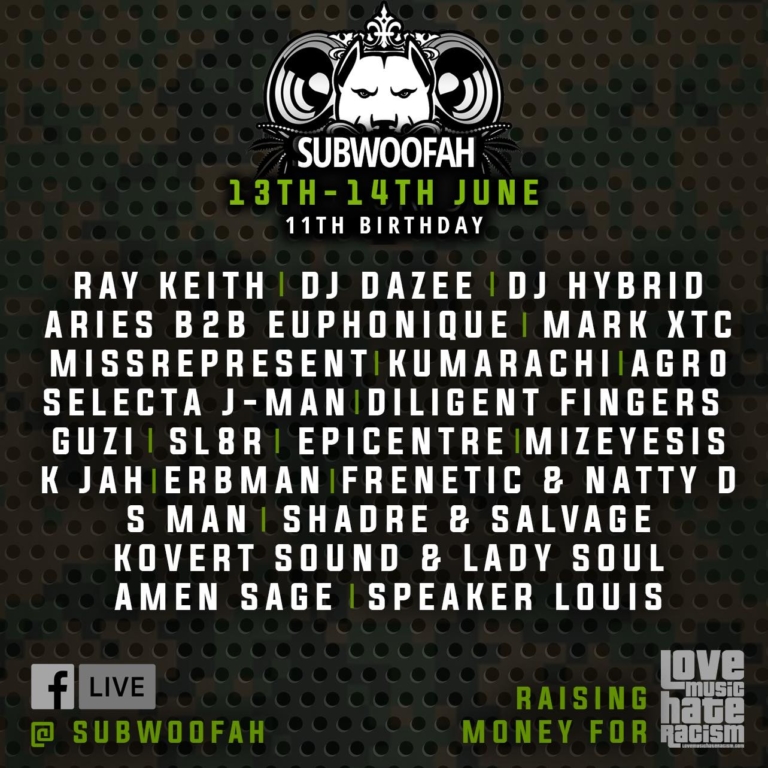 SUBWOOFAH
13TH-14TH JUNE
11TH BIRTHDAY
RAY KEITH | DJ DAZEE | DJ HYBRID
ARIES B2B EUPHONIQUE | MARK XTC
MISSREPRESENT | KUMARACHI | AGRO
SELECTA J-MAN | DILIGENT FINGERS
GUZI | SL8R | EPICENTRE | MIZEYESIS
K JAH | ERBMAN | FRENETIC & NATTY D
S MAN | SHADRE & SALVAGE
KOVERT SOUND & LADY SOUL
AMEN SAGE | SPEAKER LOUIS
f LIVE
@ SUBWOOFAH
RAISING
MONEY FOR
LOVE
MUSIC
hate
RACISM
lovemusichateracism.com